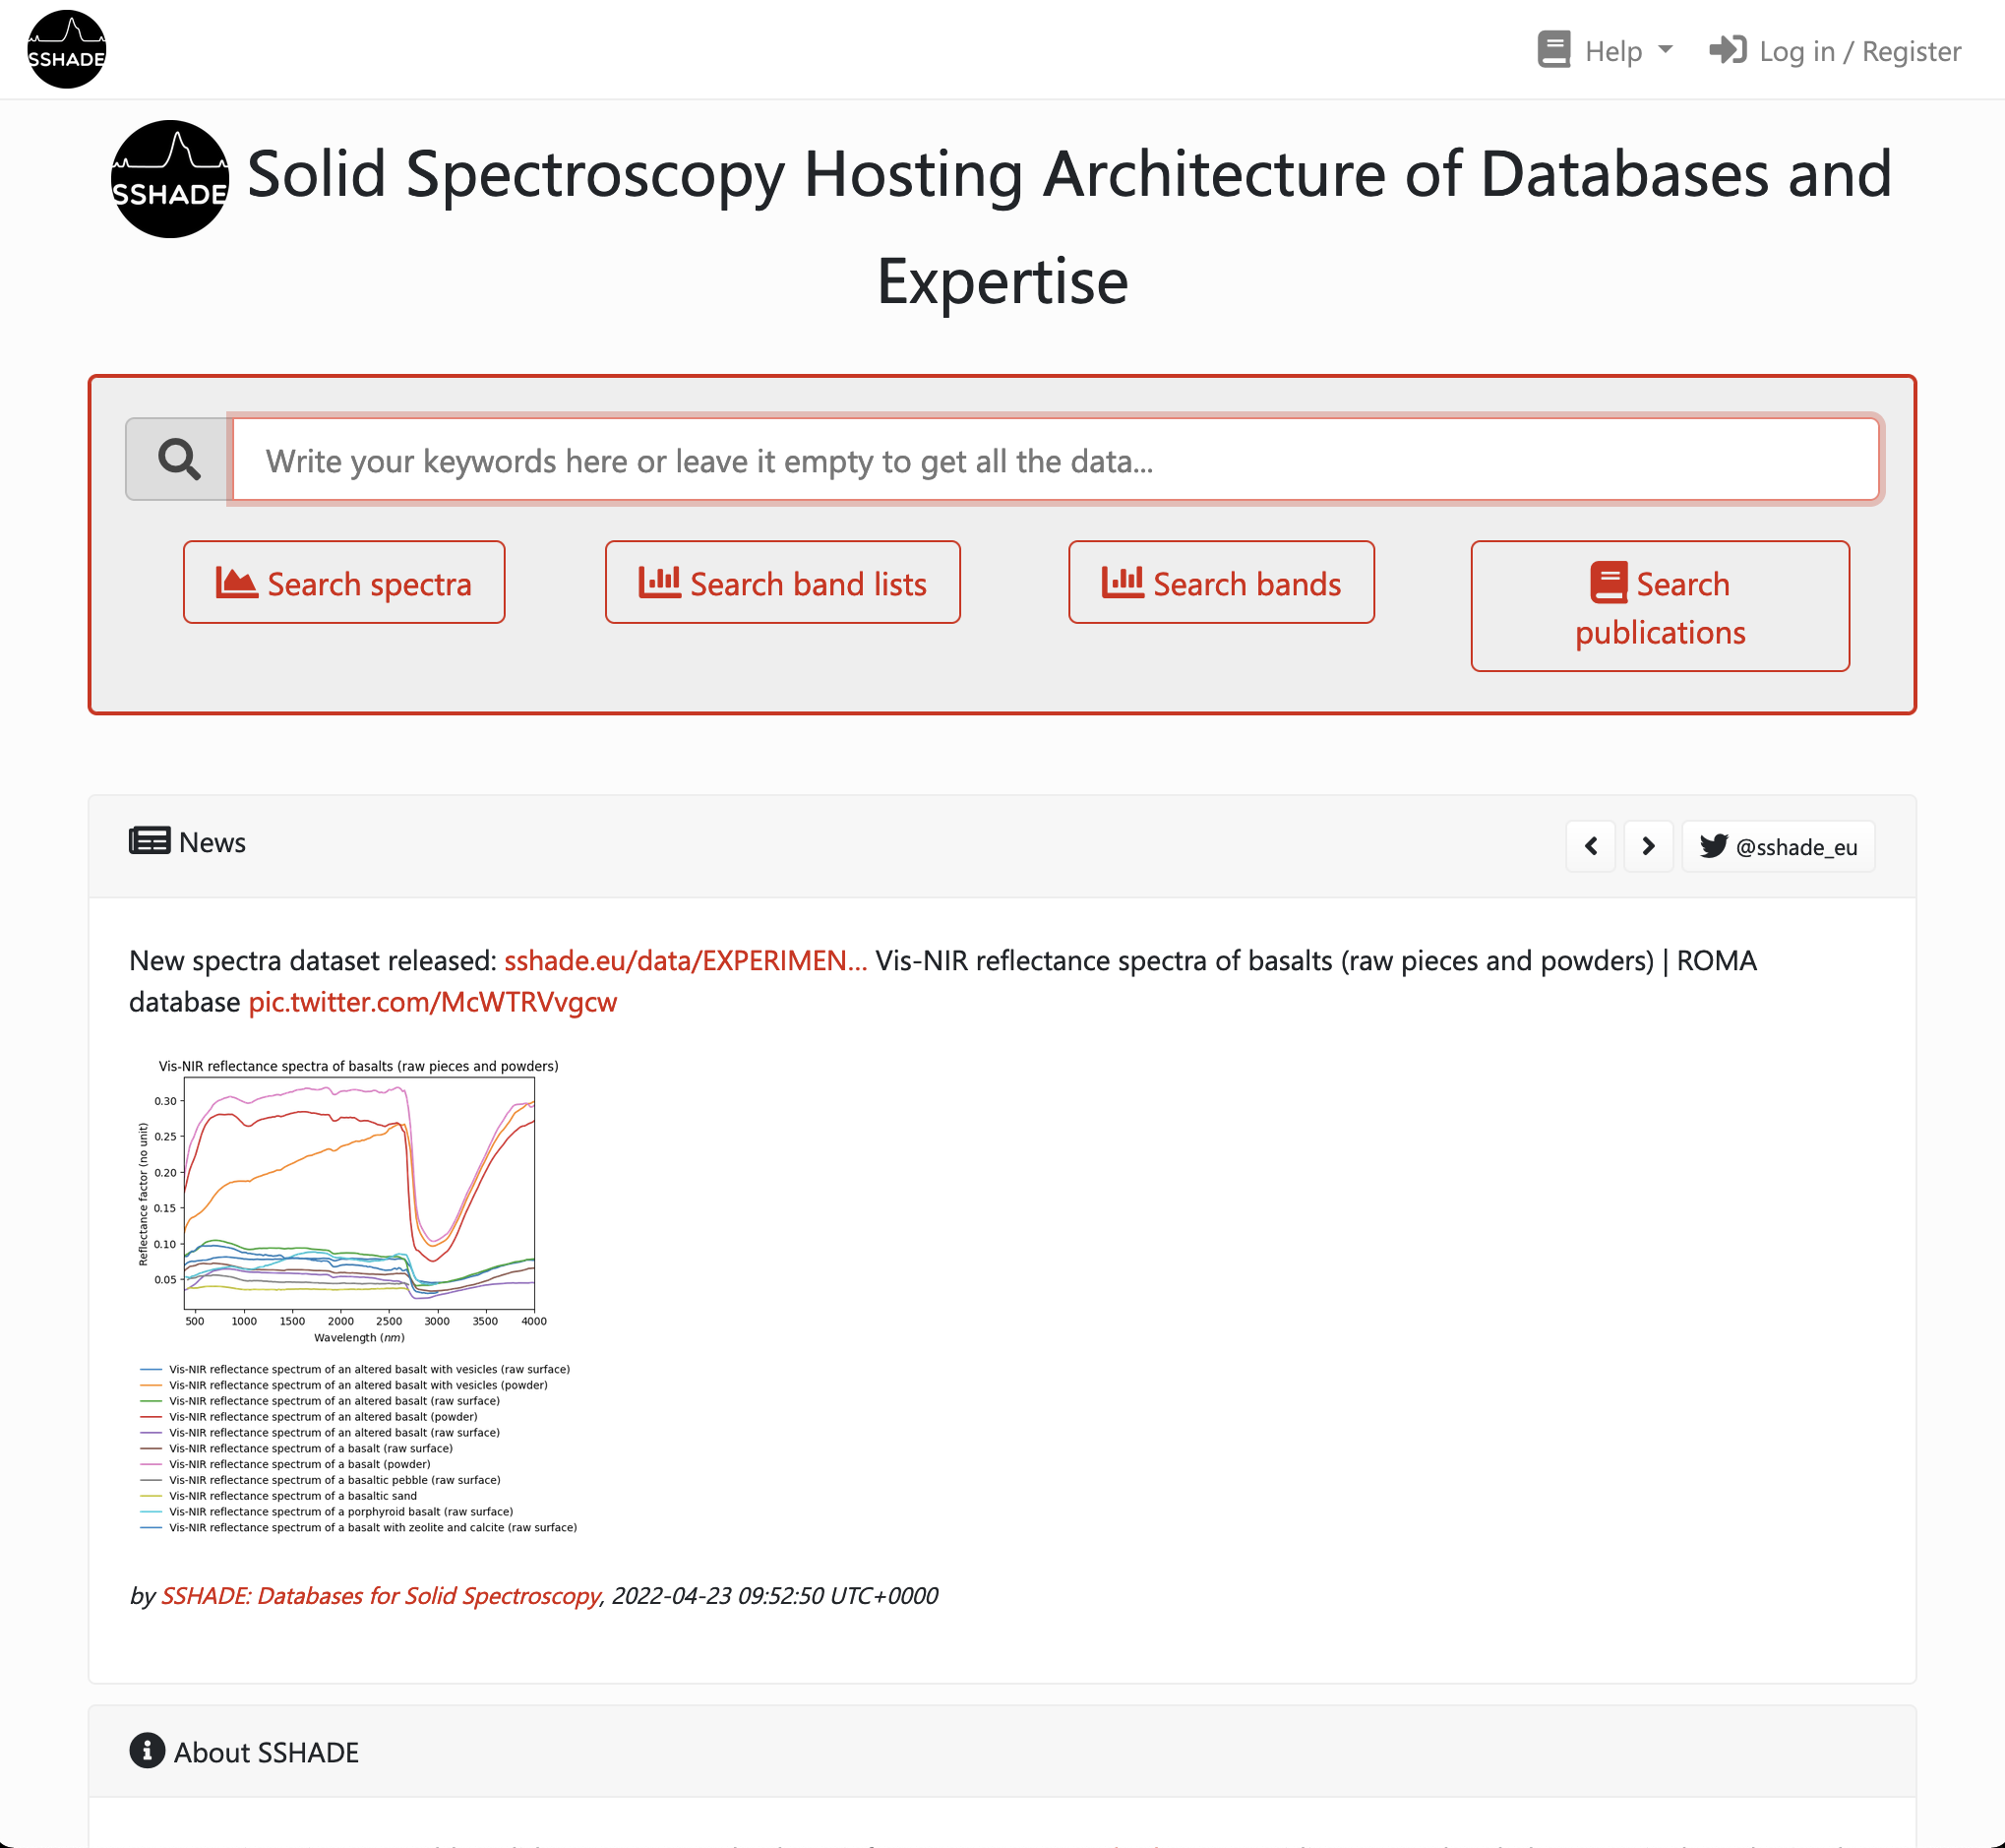 SSHADE
Help
Log in / Register
SSHADE
Solid Spectroscopy Hosting Architecture of Databases and
Expertise
Write your keywords here or leave it empty to get all the data...
Search spectra
Search band lists
Search bands
Search
publications
News
@sshade_eu
New spectra dataset released: sshade.eu/data/EXPERIMEN... Vis-NIR reflectance spectra of basalts (raw pieces and powders) | ROMA
database pic.twitter.com/McWTRVvgcw
Vis-NIR reflectance spectra of basalts (raw pieces and powders)
Reflectance factor (no unit)
0.30
0.25
0.20
0.15
0.10
0.05
500 1000 1500 2000 2500 3000 3500 4000
Wavelength (nm)
Vis-NIR reflectance spectrum of an altered basalt with vesicles (raw surface)
Vis-NIR reflectance spectrum of an altered basalt with vesicles (powder)
Vis-NIR reflectance spectrum of an altered basalt (raw surface)
Vis-NIR reflectance spectrum of an altered basalt (powder)
Vis-NIR reflectance spectrum of an altered basalt (raw surface)
Vis-NIR reflectance spectrum of a basalt (raw surface)
Vis-NIR reflectance spectrum of a basalt (powder)
Vis-NIR reflectance spectrum of a basaltic pebble (raw surface)
Vis-NIR reflectance spectrum of a basaltic sand
Vis-NIR reflectance spectrum of a porphyroid basalt (raw surface)
Vis-NIR reflectance spectrum of a basalt with zeolite and calcite (raw surface)
by SSHADE: Databases for Solid Spectroscopy, 2022-04-23 09:52:50 UTC+0000
About SSHADE